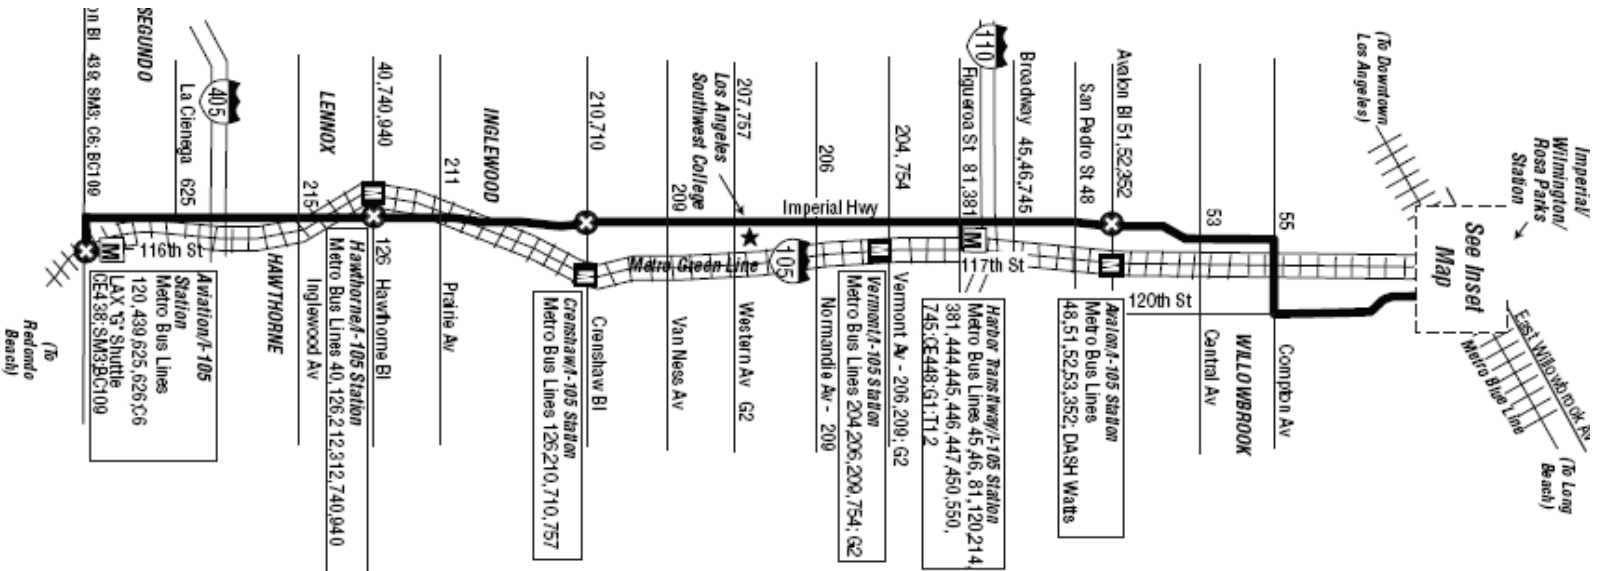 on Bl 439; SM3; C6; BC109
SEGUNDO
La Cienega 625
405
116th St
(To
Redondo
Beach)
Aviation/I-105
Station
Metro Bus Lines
120,439,625,626;C6
LAX "G" Shuttle
CE438;SM3;BC109
HAWTHORNE
LENNOX
215
Inglewood Av
40,740,940
126 Hawthorne Bl
Hawthorne/I-105 Station
Metro Bus Lines 40,126,212,312,740,940
211
Prairie Av
INGLEWOOD
210,710
Crenshaw Bl
Crenshaw/I-105 Station
Metro Bus Lines 126,210,710,757
209
Van Ness Av
Los Angeles
Southwest College
207,757
Western Av G2
Metro Green Line
105
Imperial Hwy
206
Normandie Av - 209
204, 754
Vermont Av - 206,209; G2
Vermont/I-105 Station
Metro Bus Lines 204,206,209,754; G2
Figueroa St 81,381
110
117th St
Harbor Transitway/I-105 Station
Metro Bus Lines 45,46, 81,120,214,
381,444,445,446,447,450,550,
745;CE448;G1;T1,2
Broadway 45,46,745
San Pedro St 48
Avalon Bl 51,52,352
Avalon/I-105 Station
Metro Bus Lines
48,51,52,53,352; DASH Watts
120th St
53
Central Av
WILLOWBROOK
55
Compton Av
(To Downtown
Los Angeles)
See Inset
Map
Imperial/
Wilmington/
Rosa Parks
Station
East Willowbrook Av
Metro Blue Line
(To Long
Beach)
M
M
M
M
M
M